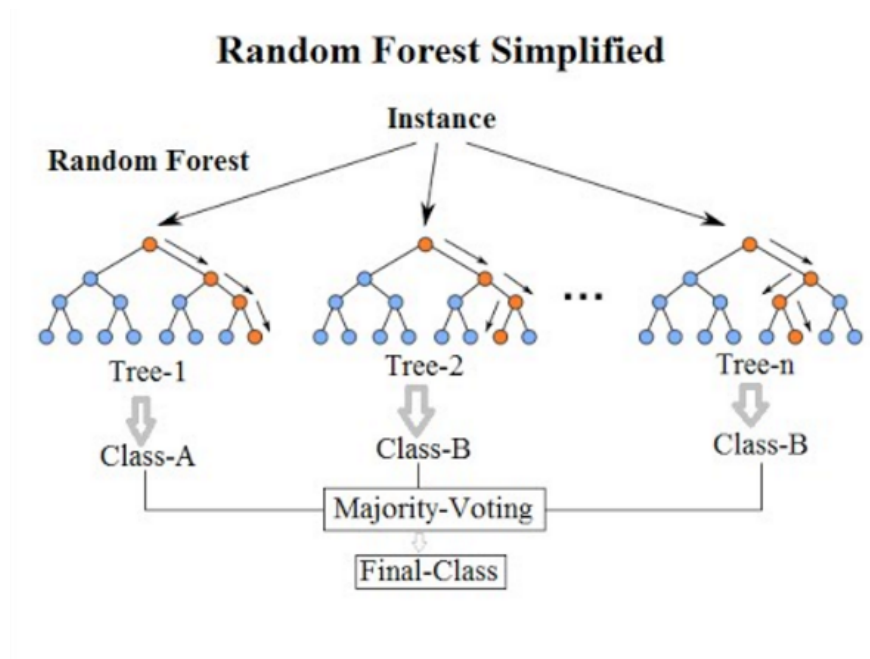 Random Forest Simplified
Instance
Random Forest
...
Tree-1
Tree-2
Tree-n
Class-A
Class-B
Class-B
Majority-Voting
Final-Class